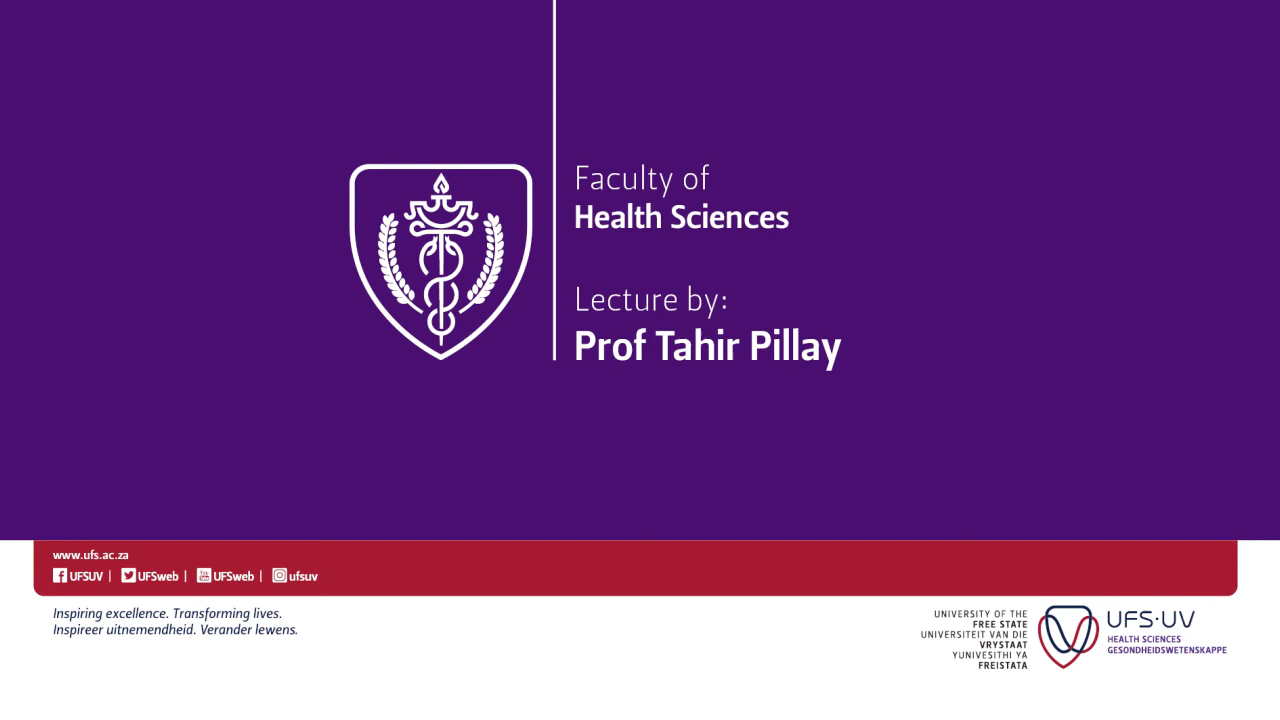 Faculty of
Health Sciences
Lecture by:
Prof Tahir Pillay
www.ufs.ac.za
UFSUV | UFSweb | UFSweb | ufsuv
Inspiring excellence. Transforming lives.
Inspireer uitnemendheid. Verander lewens.
UNIVERSITY OF THE
FREE STATE
UNIVERSITEIT VAN DIE
VRYSTAAT
YUNIVESITHI YA
FREISTATA
UFS·UV
HEALTH SCIENCES
GESONDHEIDSWETENSKAPPE